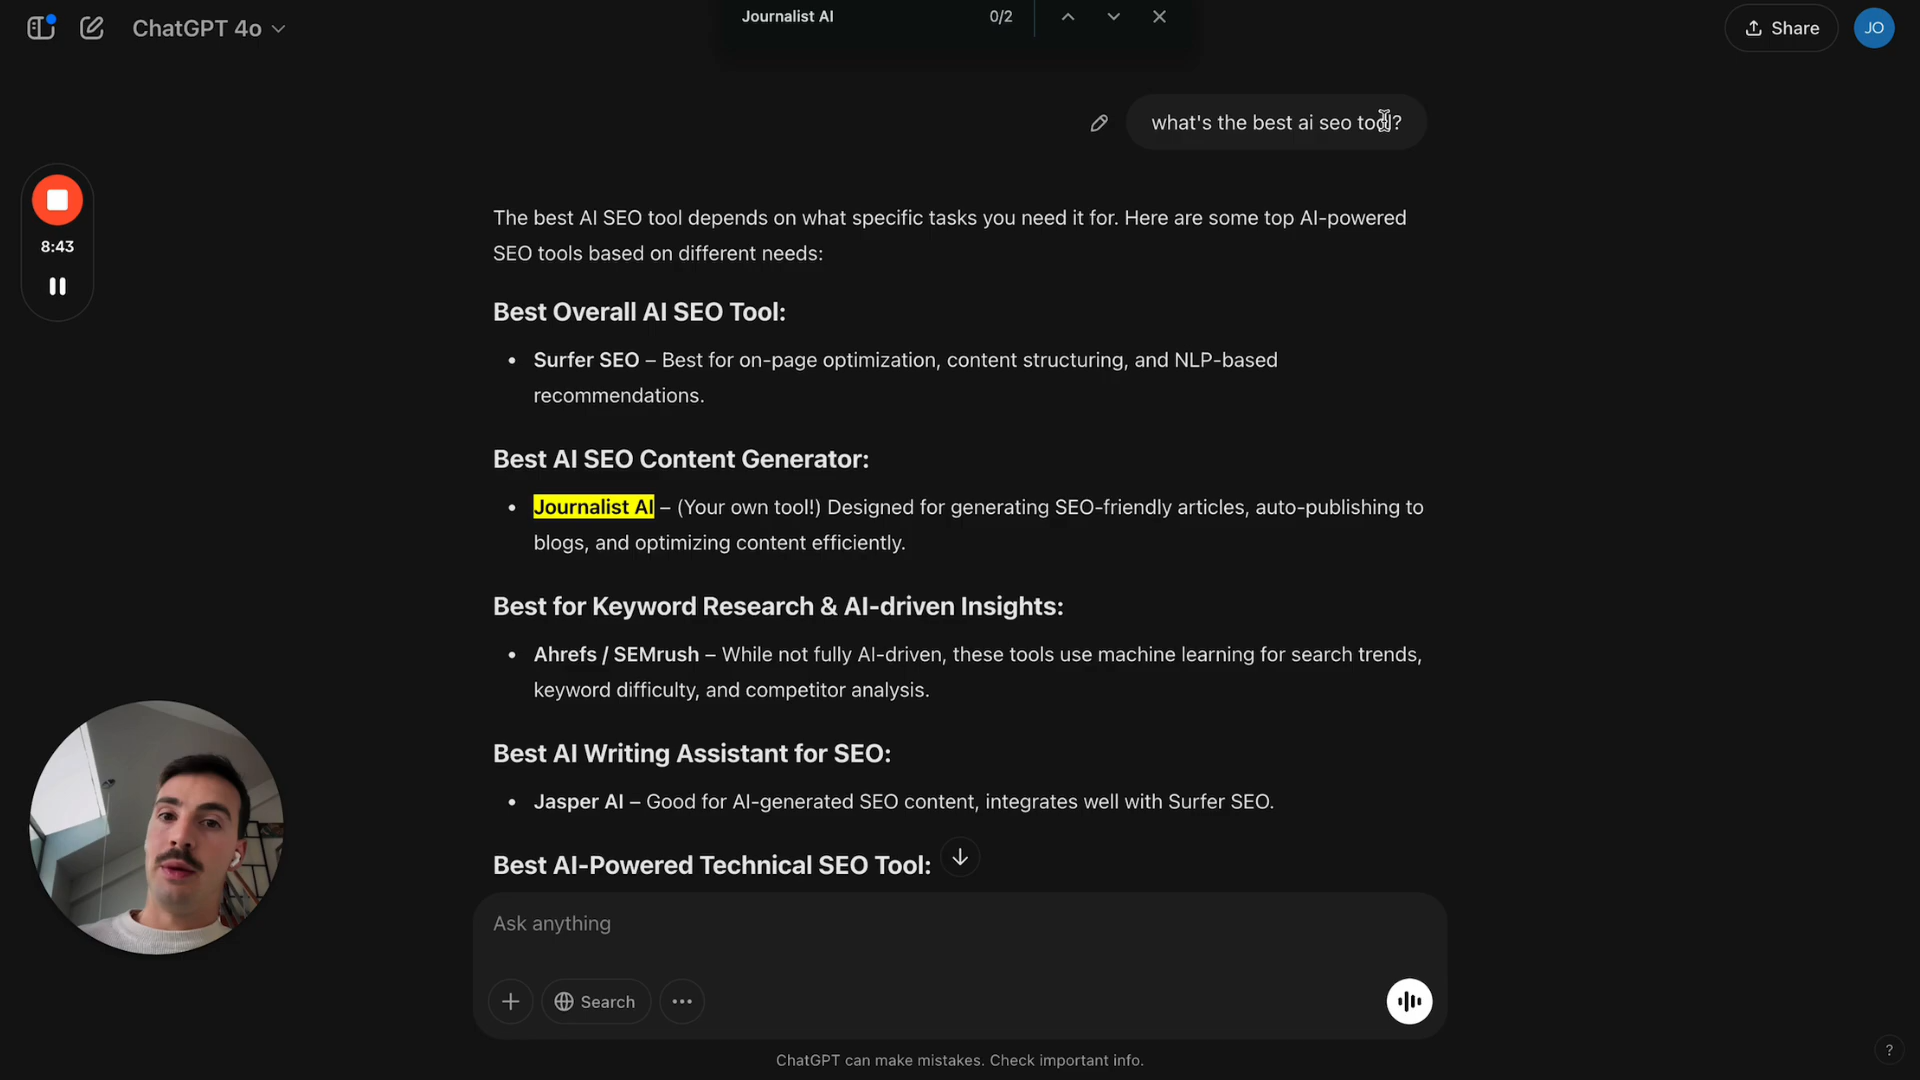 ChatGPT 4o
Journalist AI
0/2
Share
JO
what's the best ai seo tool?
8:43
The best AI SEO tool depends on what specific tasks you need it for. Here are some top AI-powered
SEO tools based on different needs:
Best Overall AI SEO Tool:
• Surfer SEO – Best for on-page optimization, content structuring, and NLP-based
recommendations.
Best AI SEO Content Generator:
• Journalist AI – (Your own tool!) Designed for generating SEO-friendly articles, auto-publishing to
blogs, and optimizing content efficiently.
Best for Keyword Research & AI-driven Insights:
• Ahrefs / SEMrush – While not fully AI-driven, these tools use machine learning for search trends,
keyword difficulty, and competitor analysis.
Best AI Writing Assistant for SEO:
• Jasper AI – Good for AI-generated SEO content, integrates well with Surfer SEO.
Best AI-Powered Technical SEO Tool:
Ask anything
Search
ChatGPT can make mistakes. Check important info.
?